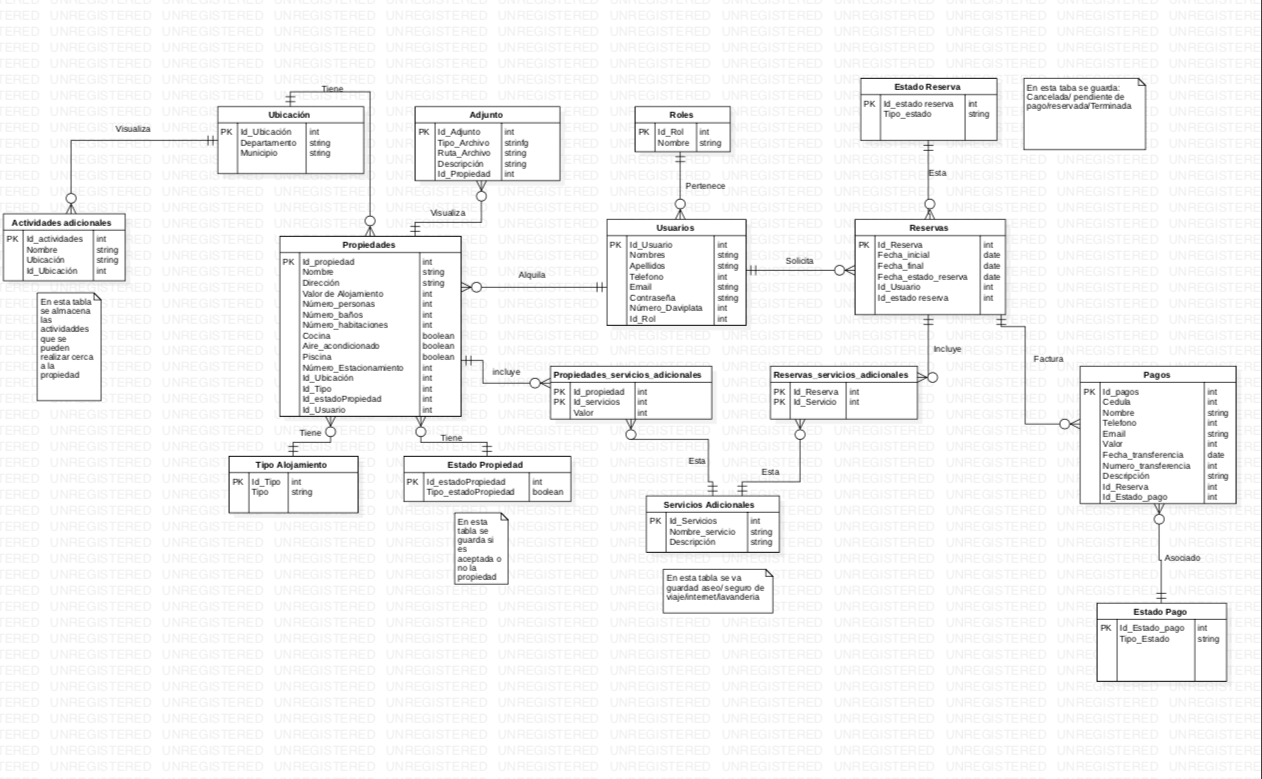 Tiene
Ubicación
PK Id_Ubicación int
Departamento string
Municipio string
Visualiza
Adjunto
PK Id_Adjunto int
Tipo_Archivo strinfg
Ruta_Archivo string
Descripción string
Id_Propiedad int
Visualiza
Roles
PK Id_Rol int
Nombre string
Pertenece
Estado Reserva
PK Id_estado reserva int
Tipo_estado string
En esta taba se guarda:
Cancelada/ pendiente de
pago/reservada/Terminada
Esta
Actividades adicionales
PK Id_actividades int
Nombre string
Ubicación string
Id_Ubicación int
En esta tabla
se almacena
las
actividaddes
que se
pueden
realizar cerca
a la
propiedad
Propiedades
PK Id_propiedad int
Nombre string
Dirección string
Valor de Alojamiento int
Número_personas int
Número_baños int
Número_habitaciones int
Cocina boolean
Aire_acondicionado boolean
Piscina boolean
Número_Estacionamiento int
Id_Ubicación int
Id_Tipo int
Id_estadoPropiedad int
Id_Usuario int
Alquila
Usuarios
PK Id_Usuario int
Nombres string
Apellidos string
Telefono int
Email string
Contraseña string
Número_Daviplata int
Id_Rol int
Solicita
Reservas
PK Id_Reserva int
Fecha_inicial date
Fecha_final date
Fecha_estado_reserva date
Id_Usuario int
Id_estado reserva int
Incluye
Factura
incluye
Propiedades_servicios_adicionales
PK Id_propiedad int
PK Id_servicios int
Valor int
Reservas_servicios_adicionales
PK Id_Reserva int
PK Id_Servicio int
Pagos
PK Id_pagos int
Cedula int
Nombre string
Telefono int
Email string
Valor int
Fecha_transferencia date
Numero_transferencia int
Descripción string
Id_Reserva int
Id_Estado_pago int
Tiene
Tiene
Tipo Alojamiento
PK Id_Tipo int
Tipo string
Estado Propiedad
PK Id_estadoPropiedad int
Tipo_estadoPropiedad boolean
En esta
tabla se
guarda si
es
aceptada o
no la
propiedad
Esta
Esta
Servicios Adicionales
PK Id_Servicios int
Nombre_servicio string
Descripción string
En esta tabla se va
guardad aseo/ seguro de
viaje/internet/lavanderia
Asociado
Estado Pago
PK Id_Estado_pago int
Tipo_Estado string